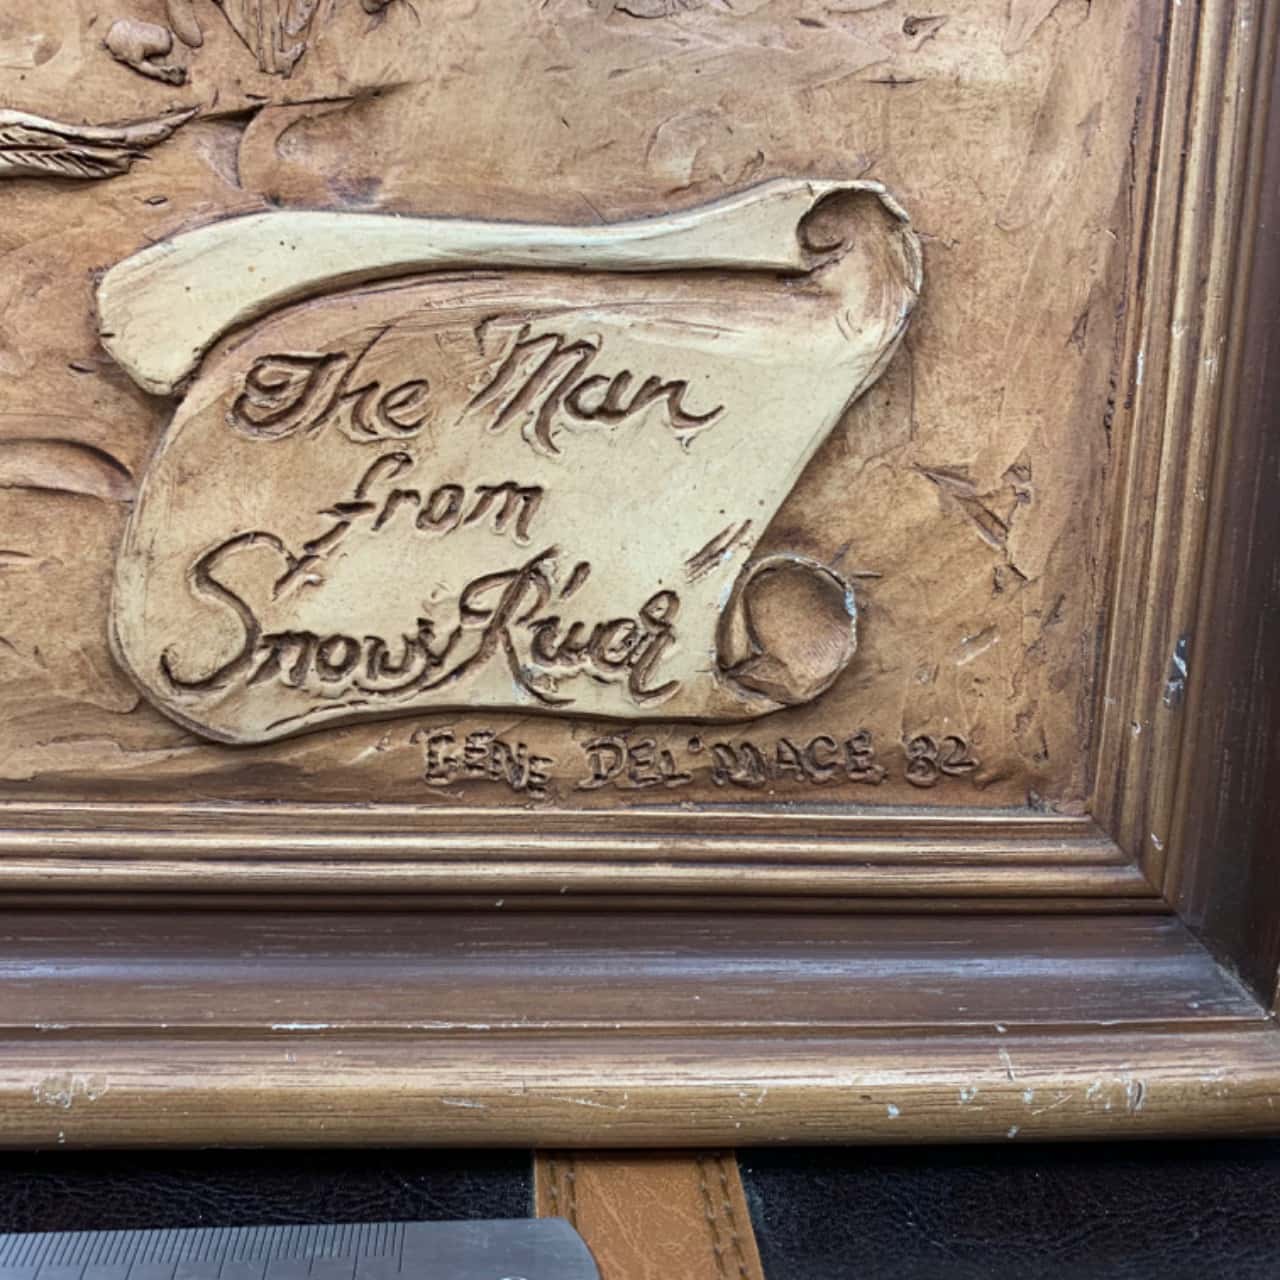 The Man
from
Snowy River
GENE DEL'MACE 82